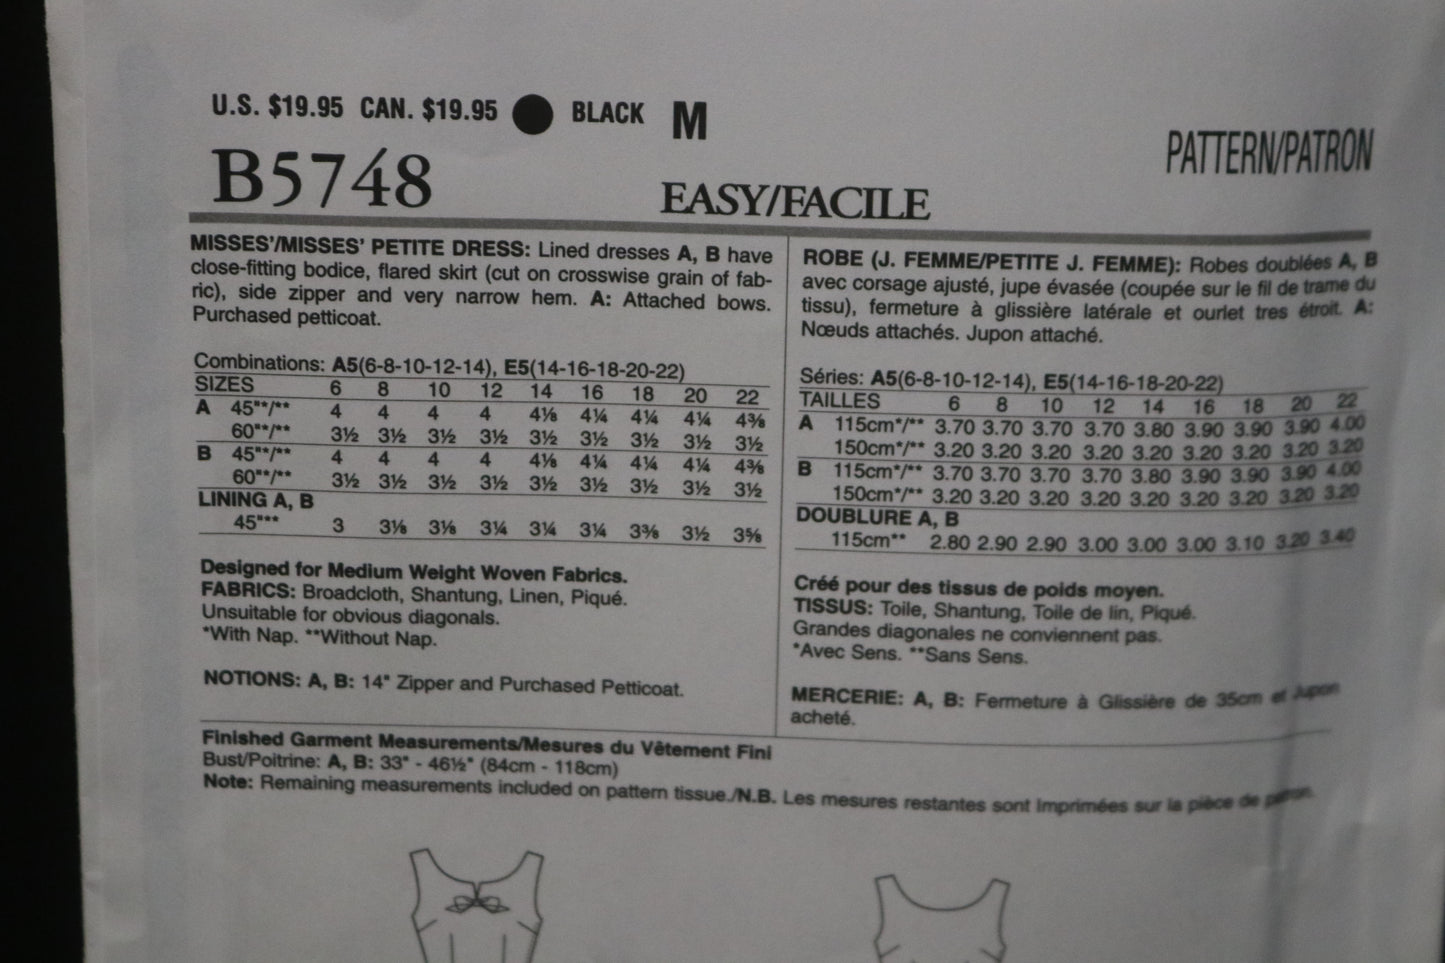 U.S. $19.95 CAN. $19.95 BLACK M
B5748
EASY/FACILE
PATTERN/PATRON
MISSES'/MISSES' PETITE DRESS: Lined dresses A, B have
close-fitting bodice, flared skirt (cut on crosswise grain of fab-
ric), side zipper and very narrow hem. A: Attached bows.
Purchased petticoat.
Combinations: A5(6-8-10-12-14), E5(14-16-18-20-22)
SIZES 6 8 10 12 14 16 18 20 22
A 45"*/** 4 4 4 4 4⅛ 4¼ 4¼ 4¼ 4⅜
60"*/** 3½ 3½ 3½ 3½ 3½ 3½ 3½ 3½ 3½
B 45"*/** 4 4 4 4 4⅛ 4¼ 4¼ 4¼ 4⅜
60"*/** 3½ 3½ 3½ 3½ 3½ 3½ 3½ 3½ 3½
LINING A, B
45"** 3 3⅛ 3⅛ 3¼ 3¼ 3¼ 3⅜ 3½ 3⅝
Designed for Medium Weight Woven Fabrics.
FABRICS: Broadcloth, Shantung, Linen, Piqué.
Unsuitable for obvious diagonals.
*With Nap. **Without Nap.
NOTIONS: A, B: 14" Zipper and Purchased Petticoat.
ROBE (J. FEMME/PETITE J. FEMME): Robes doublées A, B
avec corsage ajusté, jupe évasée (coupée sur le fil de trame du
tissu), fermeture à glissière latérale et ourlet tres étroit. A:
Nœuds attachés. Jupon attaché.
Séries: A5(6-8-10-12-14), E5(14-16-18-20-22)
TAILLES 6 8 10 12 14 16 18 20 22
A 115cm*/** 3.70 3.70 3.70 3.70 3.80 3.90 3.90 3.90 4.00
150cm*/** 3.20 3.20 3.20 3.20 3.20 3.20 3.20 3.20 3.20
B 115cm*/** 3.70 3.70 3.70 3.70 3.80 3.90 3.90 3.90 4.00
150cm*/** 3.20 3.20 3.20 3.20 3.20 3.20 3.20 3.20 3.20
DOUBLURE A, B
115cm** 2.80 2.90 2.90 3.00 3.00 3.00 3.10 3.20 3.40
Créé pour des tissus de poids moyen.
TISSUS: Toile, Shantung, Toile de lin, Piqué.
Grandes diagonales ne conviennent pas.
*Avec Sens. **Sans Sens.
MERCERIE: A, B: Fermeture à Glissière de 35cm et Jupon
acheté.
Finished Garment Measurements/Mesures du Vêtement Fini
Bust/Poitrine: A, B: 33" - 46½" (84cm - 118cm)
Note: Remaining measurements included on pattern tissue./N.B. Les mesures restantes sont imprimées sur la pièce de patron.